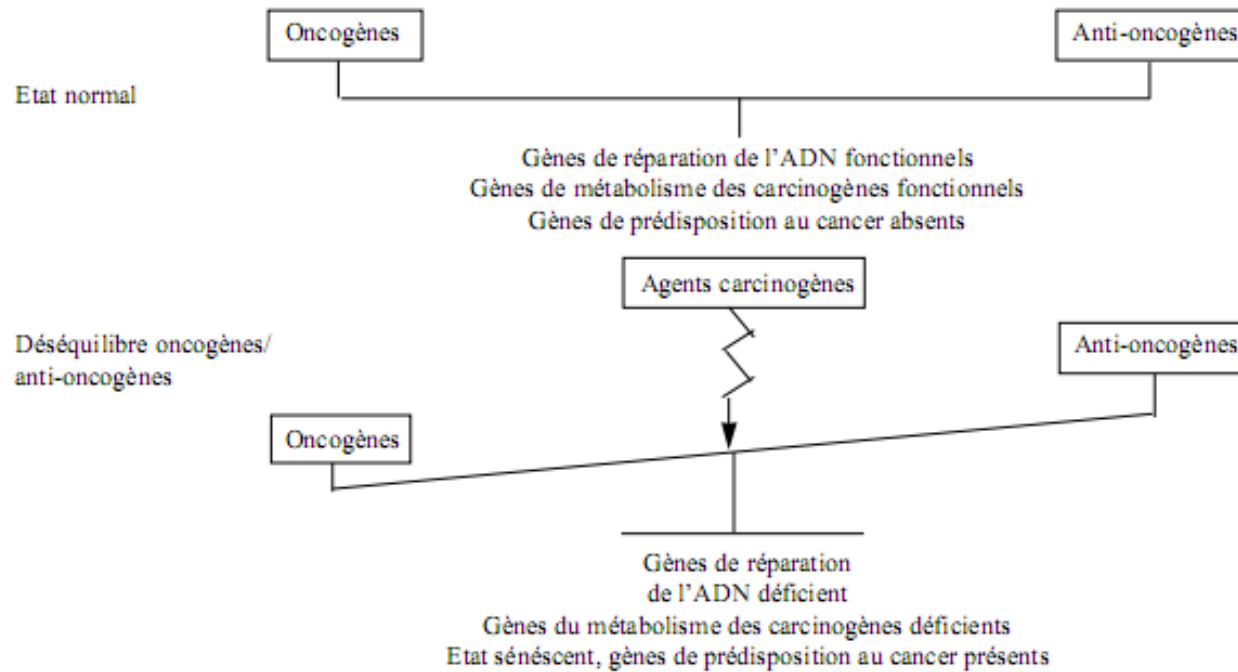 Oncogènes
Anti-oncogènes
Etat normal
Gènes de réparation de l'ADN fonctionnels
Gènes de métabolisme des carcinogènes fonctionnels
Gènes de prédisposition au cancer absents
Agents carcinogènes
Déséquilibre oncogènes/
anti-oncogènes
Anti-oncogènes
Oncogènes
Gènes de réparation
de l'ADN déficient
Gènes du métabolisme des carcinogènes déficients
Etat sénéscent, gènes de prédisposition au cancer présents